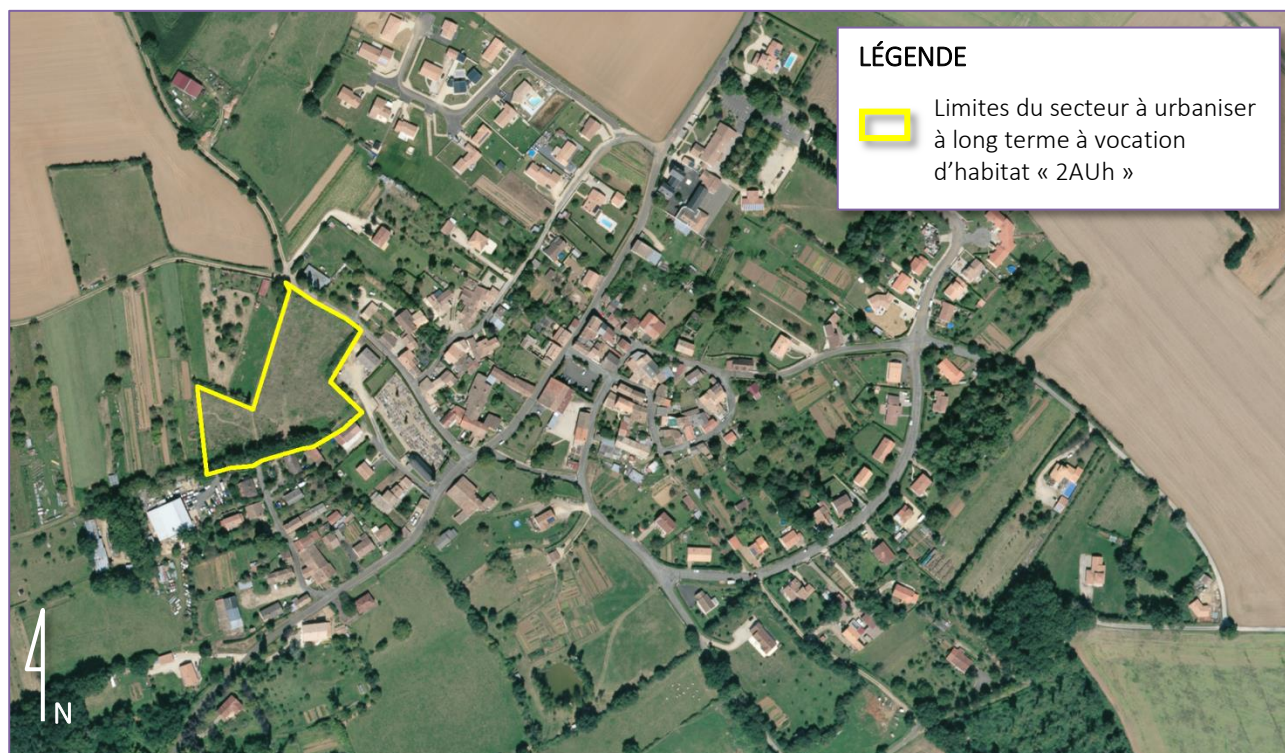 LÉGENDE
Limites du secteur à urbaniser
à long terme à vocation
d’habitat « 2AUh »
N